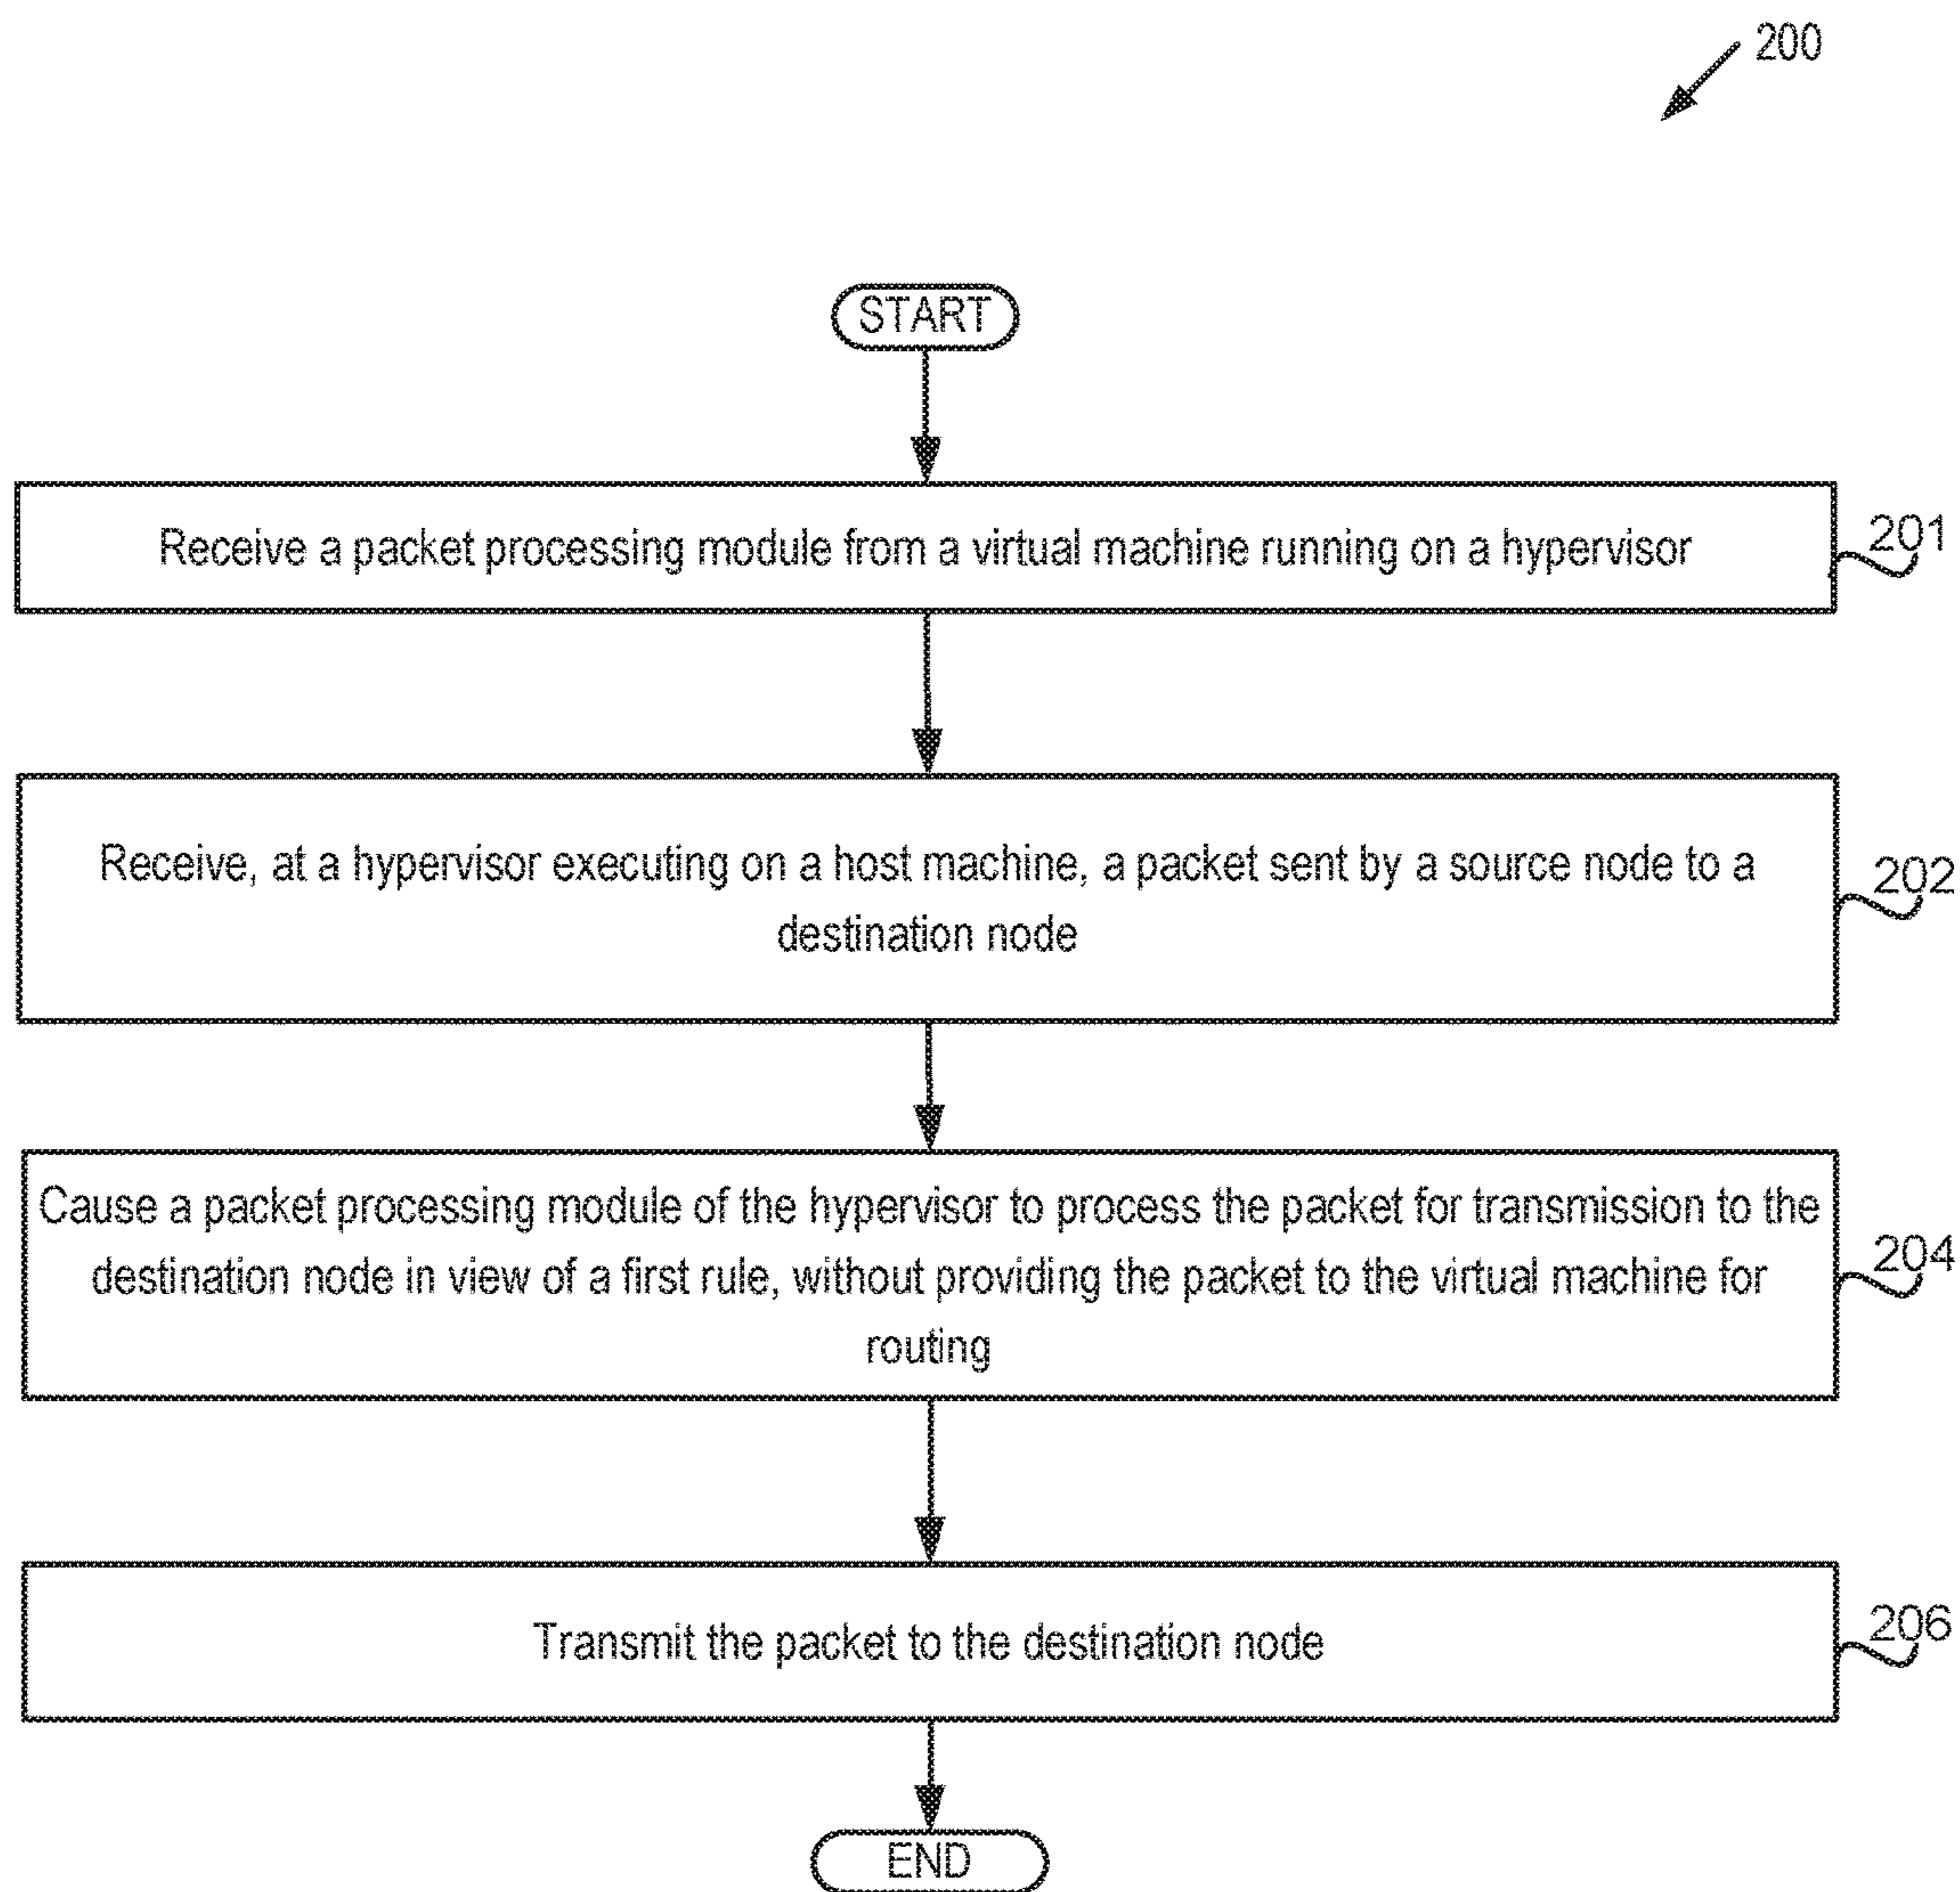 200
START
Receive a packet processing module from a virtual machine running on a hypervisor
201
Receive, at a hypervisor executing on a host machine, a packet sent by a source node to a
destination node
202
Cause a packet processing module of the hypervisor to process the packet for transmission to the
destination node in view of a first rule, without providing the packet to the virtual machine for
routing
204
Transmit the packet to the destination node
206
END